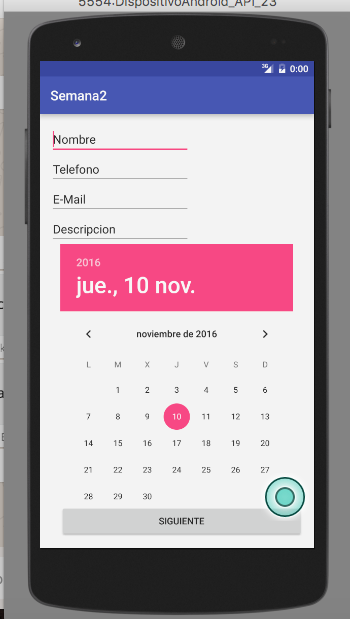 5554:DispositivoAndroid_API_23
3G 0:00
Semana2
Nombre
Telefono
E-Mail
Descripcion
2016
jue., 10 nov.
noviembre de 2016
L M X J V S D
1 2 3 4 5 6
7 8 9 10 11 12 13
14 15 16 17 18 19 20
21 22 23 24 25 26 27
28 29 30
SIGUIENTE